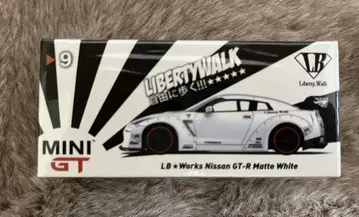 9
LIBERTYWALK
自由に歩く!!!
LB
Liberty Walk
MINI
GT
LB★Works Nissan GT-R Matte White